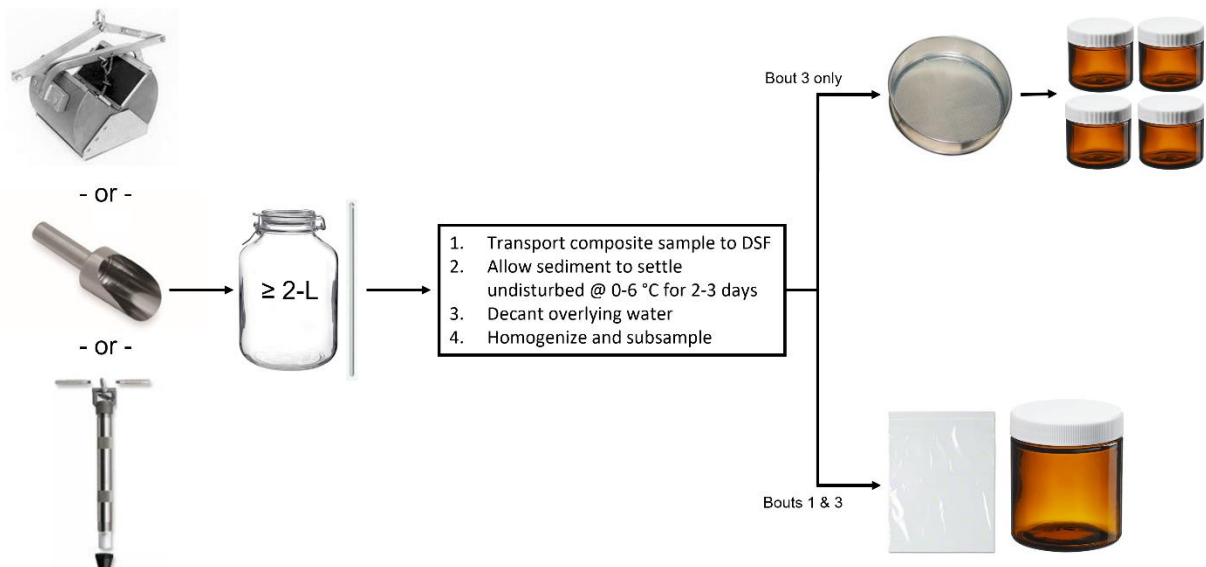 - or -
- or -
≥ 2-L
1. Transport composite sample to DSF
2. Allow sediment to settle
undisturbed @ 0-6 °C for 2-3 days
3. Decant overlying water
4. Homogenize and subsample
Bout 3 only
Bouts 1 & 3